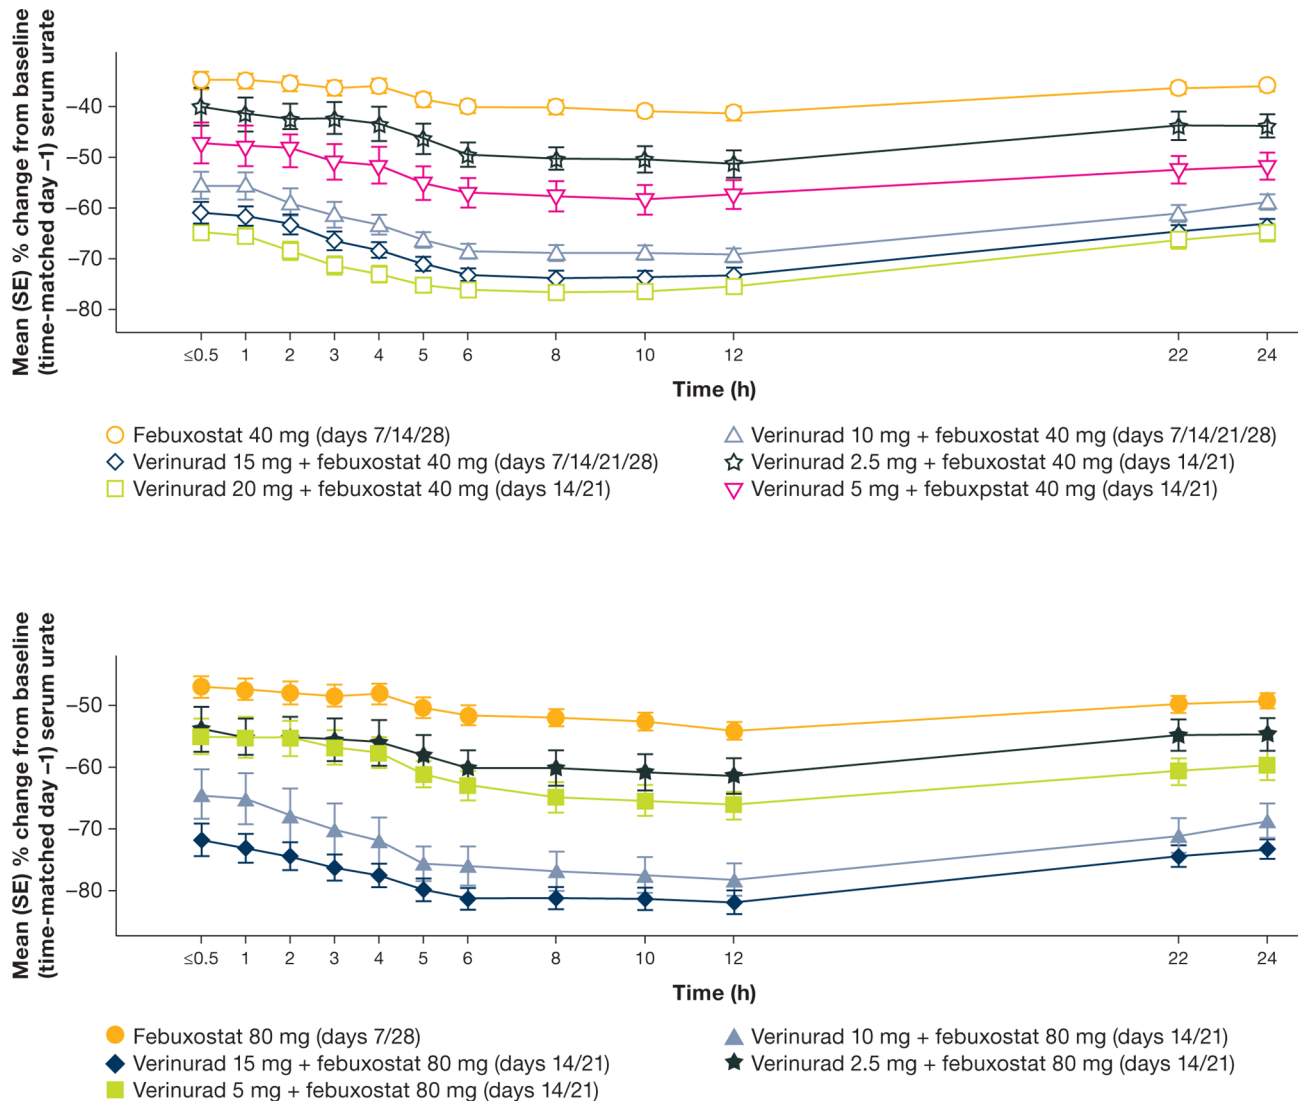 Mean (SE) % change from baseline
(time-matched day –1) serum urate
–40
–50
–60
–70
–80
≤0.5 1 2 3 4 5 6 8 10 12 22 24
Time (h)
Febuxostat 40 mg (days 7/14/28)
Verinurad 15 mg + febuxostat 40 mg (days 7/14/21/28)
Verinurad 20 mg + febuxostat 40 mg (days 14/21)
Verinurad 10 mg + febuxostat 40 mg (days 7/14/21/28)
Verinurad 2.5 mg + febuxostat 40 mg (days 14/21)
Verinurad 5 mg + febuxpstat 40 mg (days 14/21)
Mean (SE) % change from baseline
(time-matched day –1) serum urate
–50
–60
–70
–80
≤0.5 1 2 3 4 5 6 8 10 12 22 24
Time (h)
Febuxostat 80 mg (days 7/28)
Verinurad 15 mg + febuxostat 80 mg (days 14/21)
Verinurad 5 mg + febuxostat 80 mg (days 14/21)
Verinurad 10 mg + febuxostat 80 mg (days 14/21)
Verinurad 2.5 mg + febuxostat 80 mg (days 14/21)